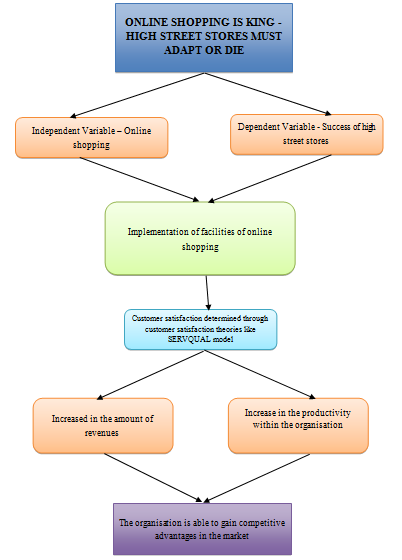 ONLINE SHOPPING IS KING -
HIGH STREET STORES MUST
ADAPT OR DIE
Independent Variable – Online
shopping
Dependent Variable - Success of high
street stores
Implementation of facilities of online
shopping
Customer satisfaction determined through
customer satisfaction theories like
SERVQUAL model
Increased in the amount of
revenues
Increase in the productivity
within the organisation
The organisation is able to gain competitive
advantages in the market